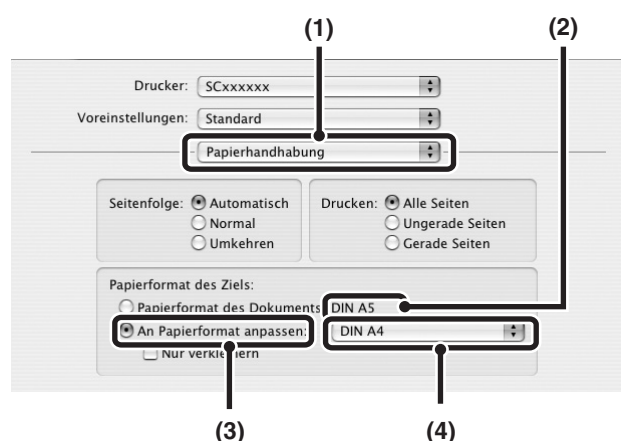 (1) (2)
Drucker: SCxxxxxx
Voreinstellungen: Standard
Papierhandhabung
Seitenfolge: Automatisch Drucken: Alle Seiten
Normal Ungerade Seiten
Umkehren Gerade Seiten
Papierformat des Ziels:
Papierformat des Dokuments DIN A5
An Papierformat anpassen: DIN A4
Nur verkleinern
(3) (4)